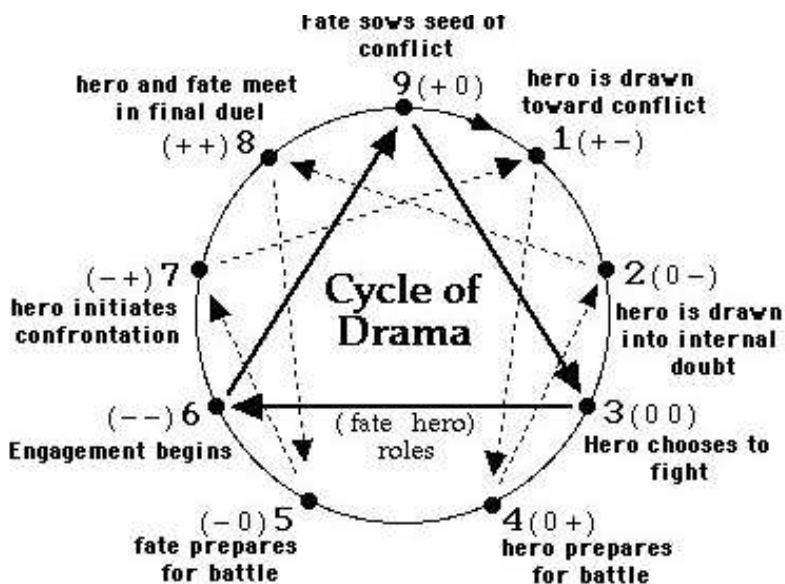 Fate sows seed of
conflict
9 (+ 0)
hero and fate meet
in final duel
(+ +) 8
hero is drawn
toward conflict
1 (+ -)
(- +) 7
hero initiates
confrontation
Cycle of
Drama
2 (0 -)
hero is drawn
into internal
doubt
(- -) 6
Engagement begins
(fate hero)
roles
3 (0 0)
Hero chooses to
fight
(- 0) 5
fate prepares
for battle
4 (0 +)
hero prepares
for battle